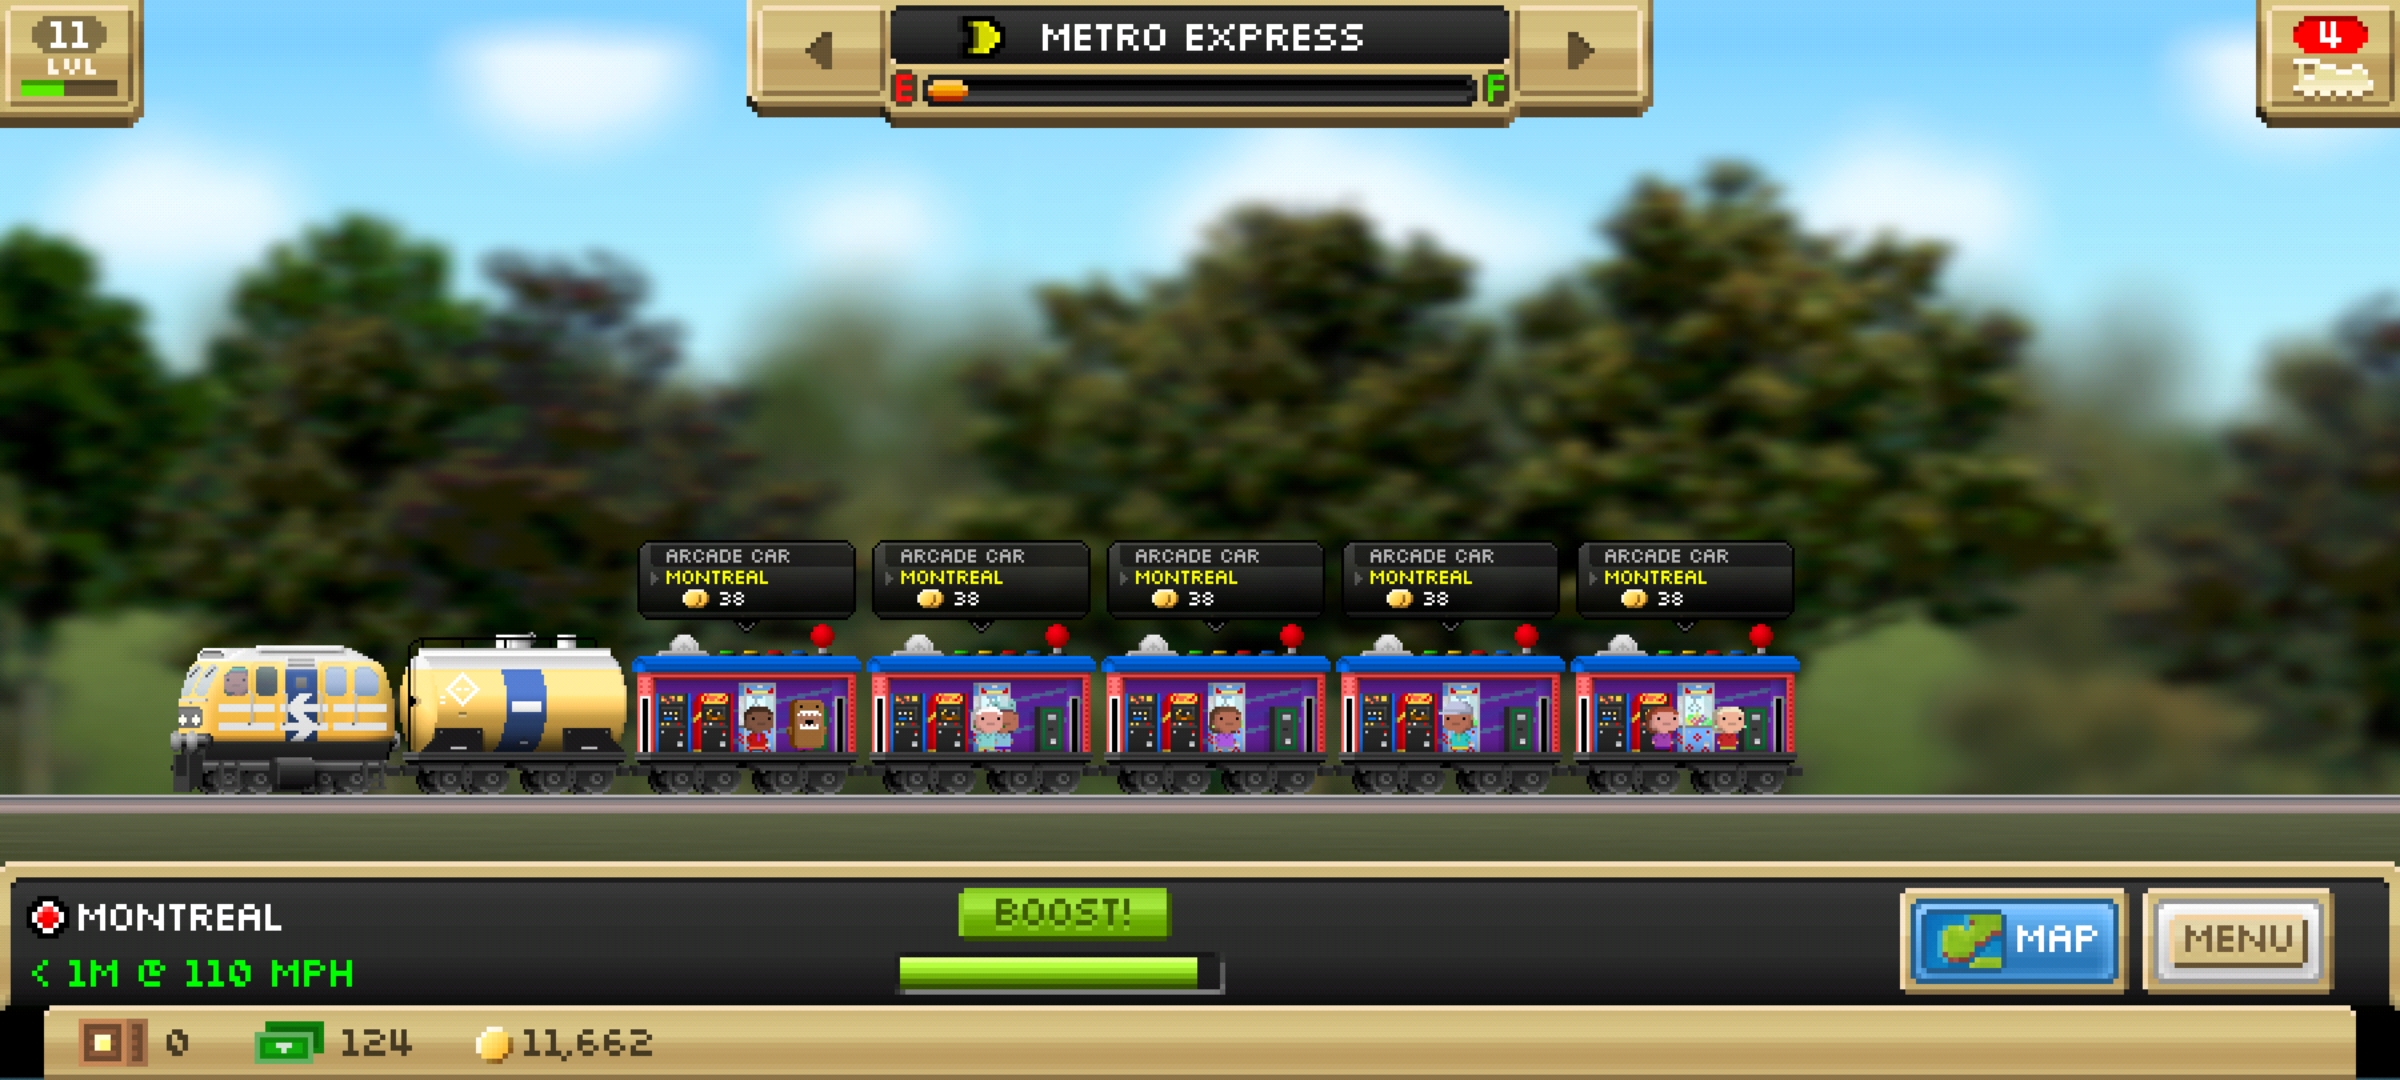 11
LVL
METRO EXPRESS
E F
4
ARCADE CAR
MONTREAL
38
ARCADE CAR
MONTREAL
38
ARCADE CAR
MONTREAL
38
ARCADE CAR
MONTREAL
38
ARCADE CAR
MONTREAL
38
MONTREAL
< 1M @ 110 MPH
BOOST!
MAP
MENU
0 124 11,662